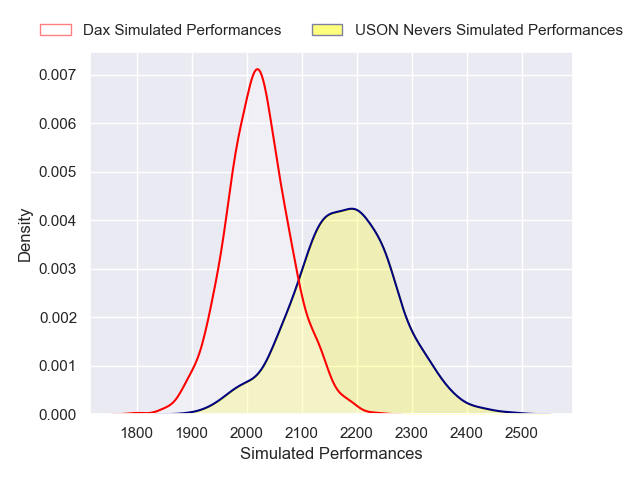 Dax Simulated Performances USON Nevers Simulated Performances
0.007
0.006
0.005
0.004
0.003
0.002
0.001
0.000
Density
1800 1900 2000 2100 2200 2300 2400 2500
Simulated Performances